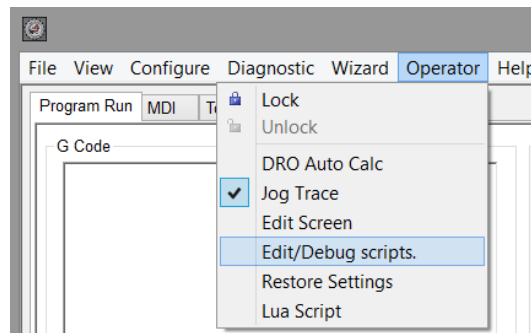 File View Configure Diagnostic Wizard Operator Help
Program Run MDI
G Code
Lock
Unlock
DRO Auto Calc
Jog Trace
Edit Screen
Edit/Debug scripts.
Restore Settings
Lua Script